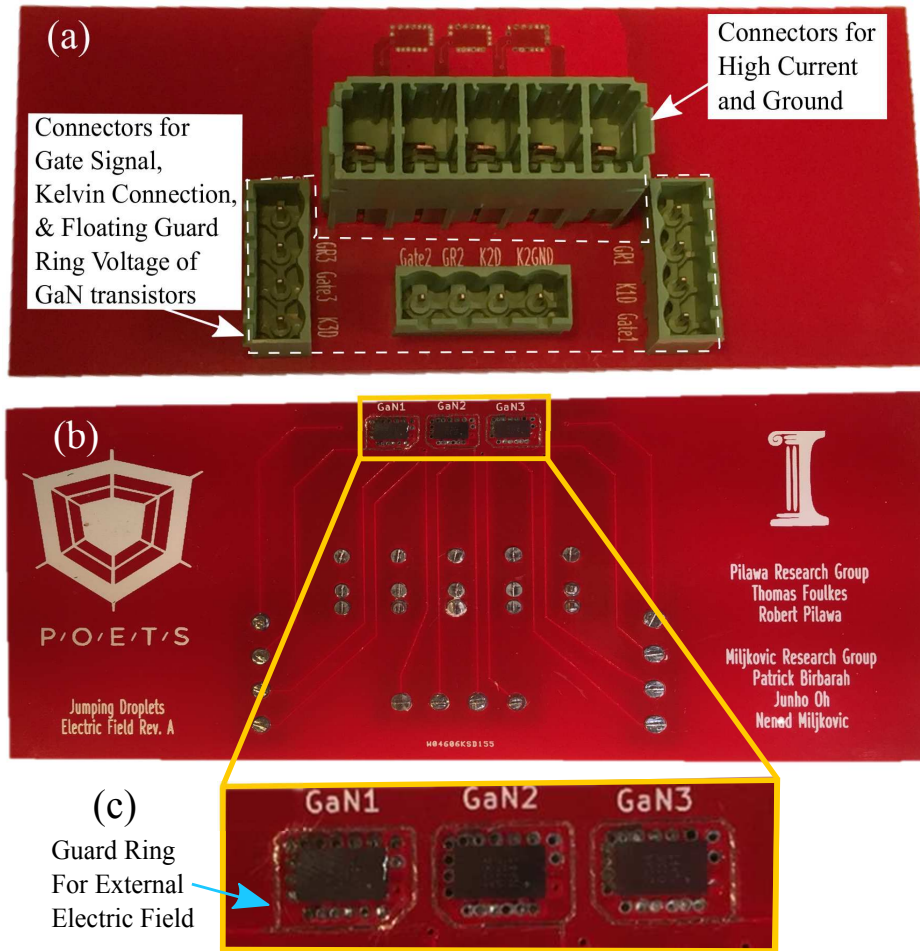 (a)
Connectors for
High Current
and Ground
Connectors for
Gate Signal,
Kelvin Connection,
& Floating Guard
Ring Voltage of
GaN transistors
GR3 Gate3 K3D
Gate2 GR2 K2D K2GND
GR1 K1D Gate1
(b)
GaN1 GaN2 GaN3
P/O/E/T/S
Jumping Droplets
Electric Field Rev. A
W04606KSD155
I
Pilawa Research Group
Thomas Foulkes
Robert Pilawa
Miljkovic Research Group
Patrick Birbarah
Junho Oh
Nenad Miljkovic
(c)
GaN1 GaN2 GaN3
Guard Ring
For External
Electric Field